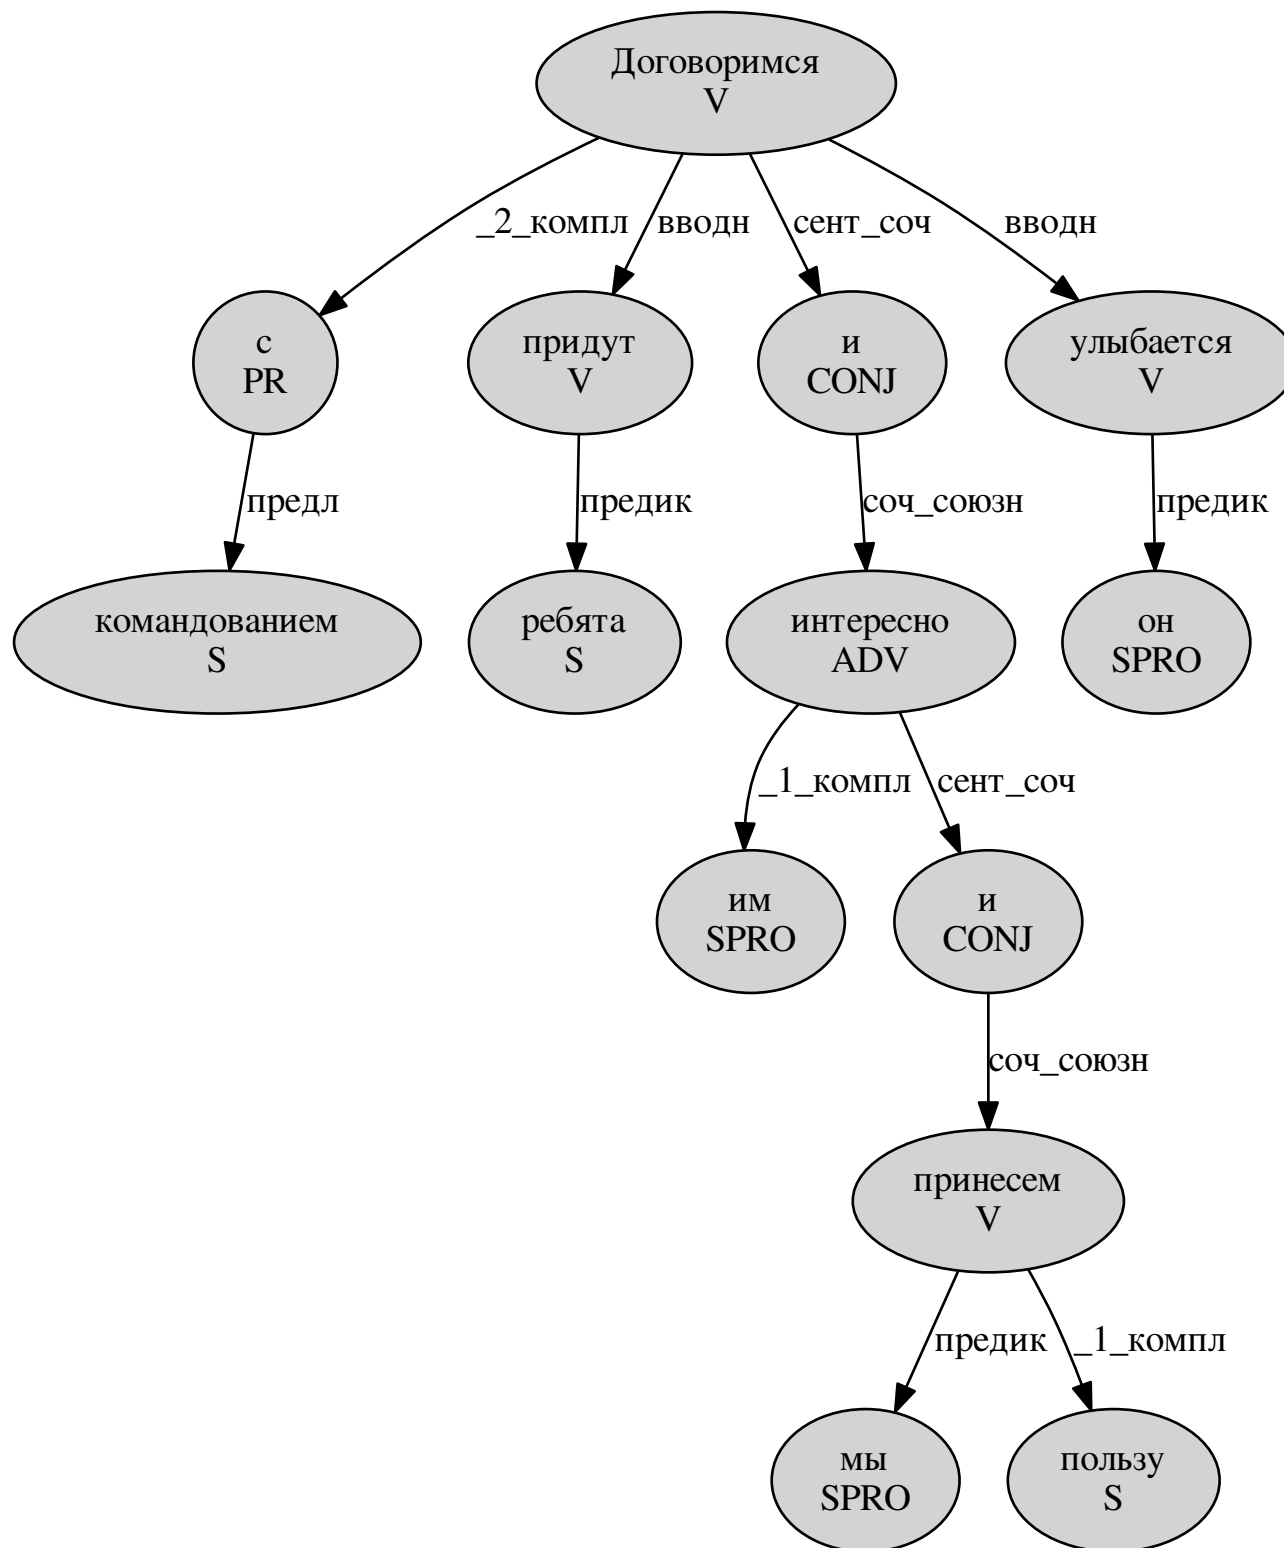 Договоримся
V
_2_компл
вводн
сент_соч
вводн
с
PR
придут
V
и
CONJ
улыбается
V
предл
предик
соч_союзн
предик
командованием
S
ребята
S
интересно
ADV
он
SPRO
_1_компл
сент_соч
им
SPRO
и
CONJ
соч_союзн
принесем
V
предик
_1_компл
мы
SPRO
пользу
S